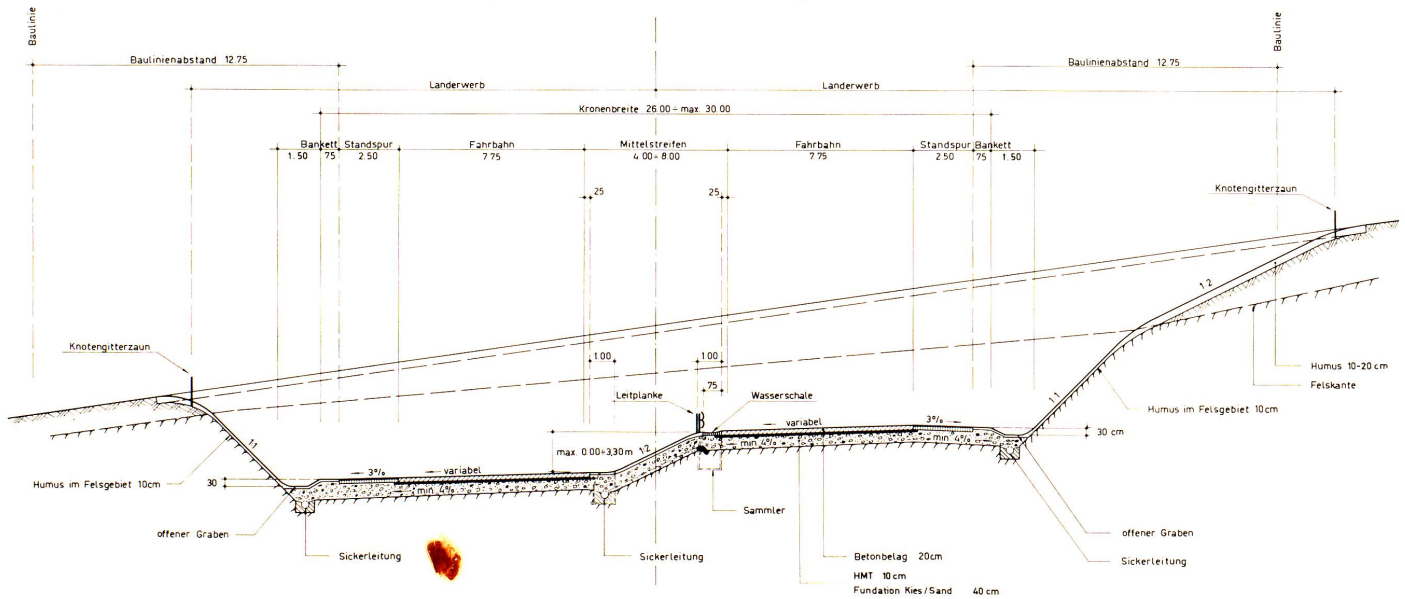 Baulinie
Baulinie
Baulinienabstand 12.75
Baulinienabstand 12.75
Landerwerb
Landerwerb
Kronenbreite 26.00 ÷ max. 30.00
Bankett Standspur Fahrbahn Mittelstreifen Fahrbahn Standspur Bankett
1.50 75 2.50 7.75 4.00÷8.00 7.75 2.50 75 1.50
25
25
Knotengitterzaun
1:2
Knotengitterzaun
1.00
1.00
75
Leitplanke
Wasserschale
Humus 10-20 cm
Felskante
1:1
Humus im Felsgebiet 10cm
variabel
3%
30 cm
min. 4%
min. 4%
1:1
max. 0.00÷3,30 m
1:2
3%
variabel
30
min. 4%
Humus im Felsgebiet 10cm
Sammler
offener Graben
offener Graben
Sickerleitung
Sickerleitung
Betonbelag 20cm
Sickerleitung
HMT 10cm
Fundation Kies/Sand 40 cm